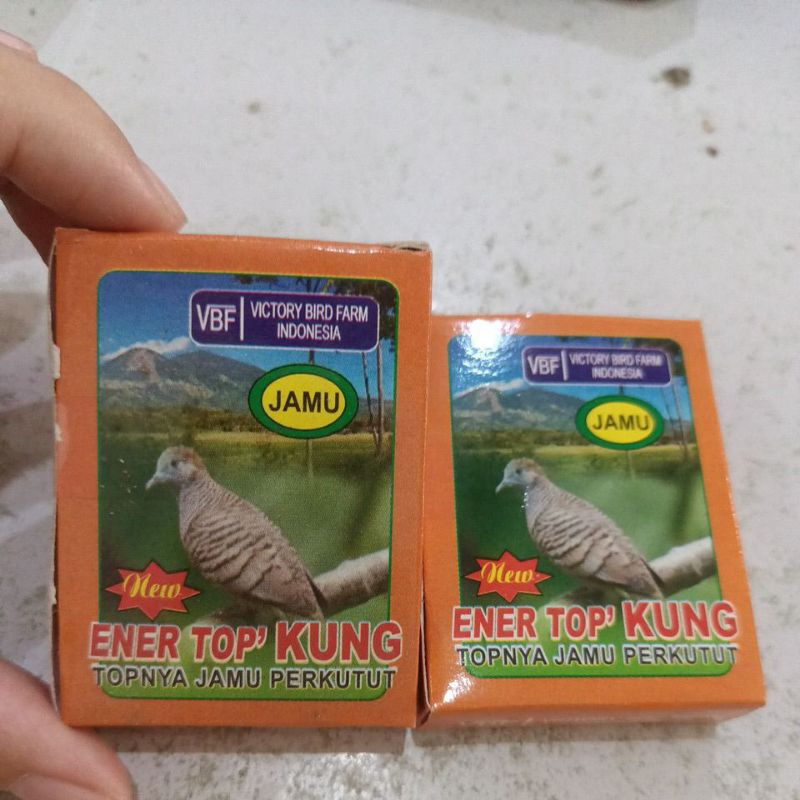 VBF
VICTORY BIRD FARM
INDONESIA
JAMU
New
ENER TOP' KUNG
TOPNYA JAMU PERKUTUT
VBF
VICTORY BIRD FARM
INDONESIA
JAMU
New
ENER TOP' KUNG
TOPNYA JAMU PERKUTUT